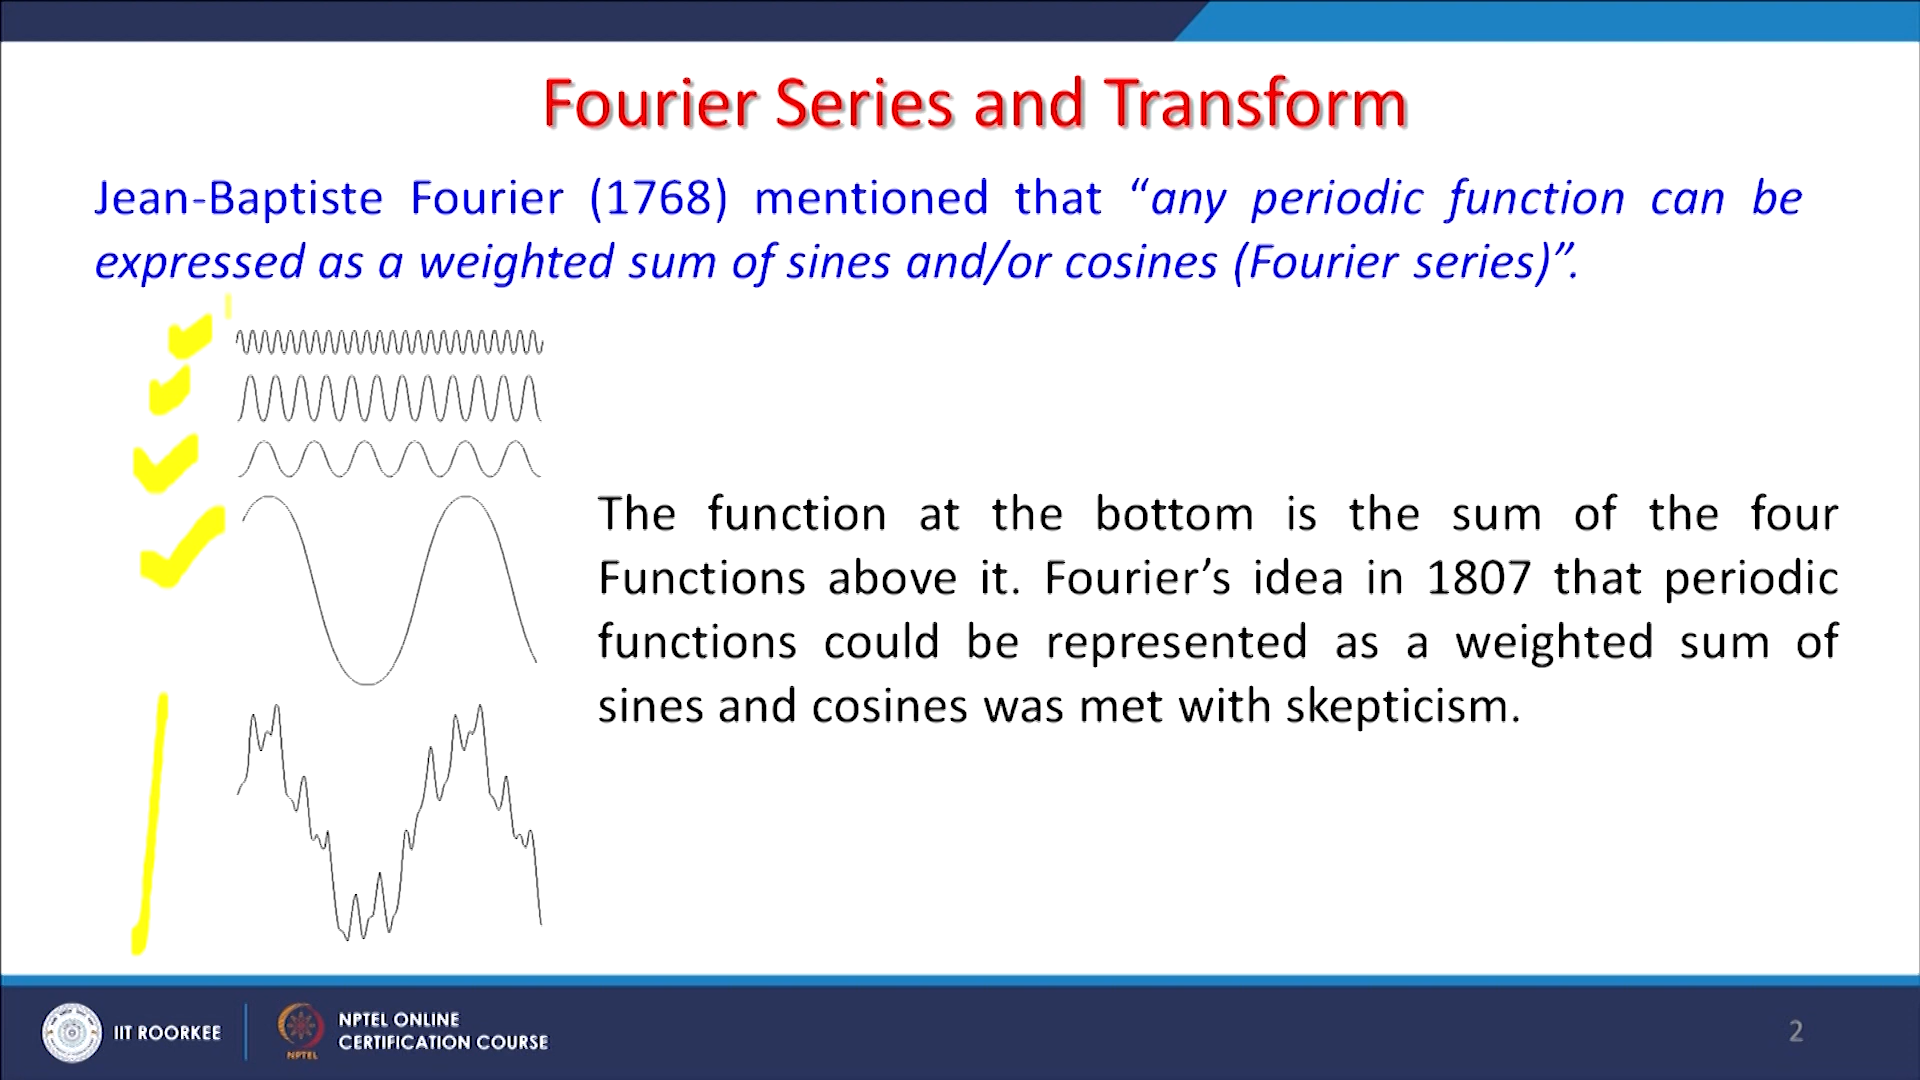 Fourier Series and Transform
Jean-Baptiste Fourier (1768) mentioned that “any periodic function can be
expressed as a weighted sum of sines and/or cosines (Fourier series)”.
The function at the bottom is the sum of the four
Functions above it. Fourier’s idea in 1807 that periodic
functions could be represented as a weighted sum of
sines and cosines was met with skepticism.
IIT ROORKEE
NPTEL
NPTEL ONLINE
CERTIFICATION COURSE
2